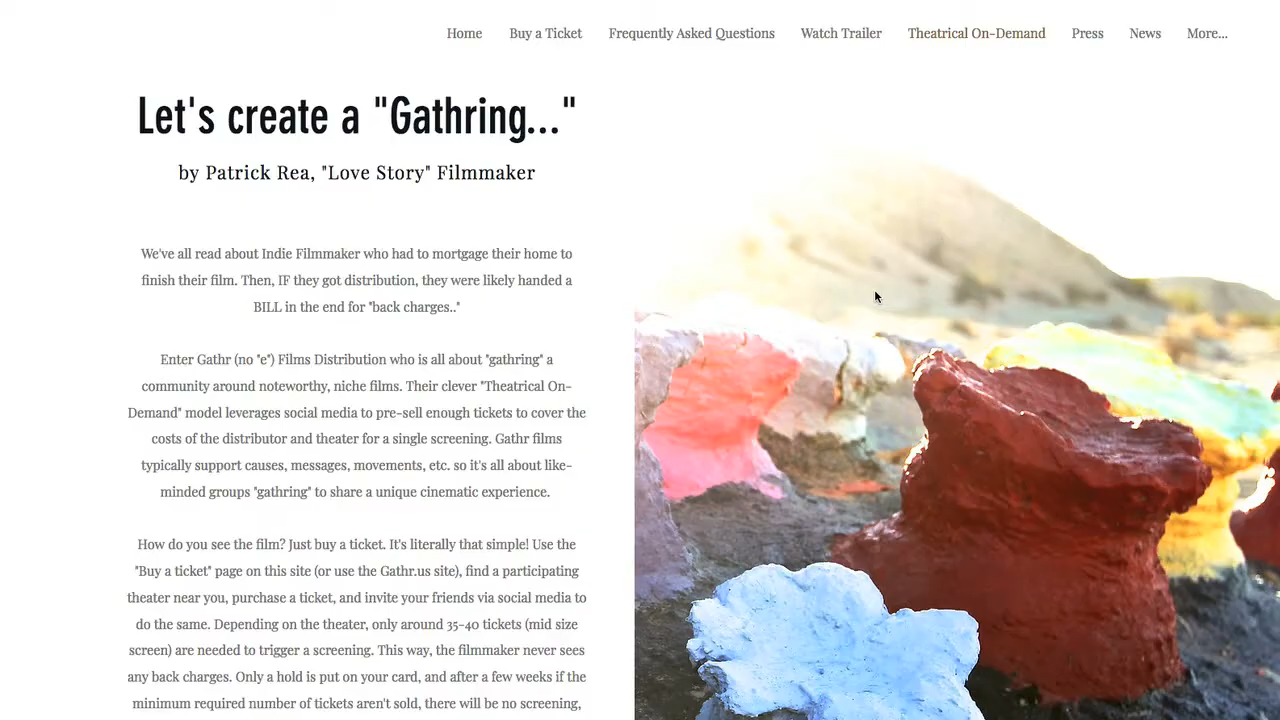 Home Buy a Ticket Frequently Asked Questions Watch Trailer Theatrical On-Demand Press News More...
Let's create a "Gathring..."
by Patrick Rea, "Love Story" Filmmaker
We've all read about Indie Filmmaker who had to mortgage their home to
finish their film. Then, IF they got distribution, they were likely handed a
BILL in the end for "back charges.."
Enter Gathr (no "e") Films Distribution who is all about "gathring" a
community around noteworthy, niche films. Their clever "Theatrical On-
Demand" model leverages social media to pre-sell enough tickets to cover the
costs of the distributor and theater for a single screening. Gathr films
typically support causes, messages, movements, etc. so it's all about like-
minded groups "gathring" to share a unique cinematic experience.
How do you see the film? Just buy a ticket. It's literally that simple! Use the
"Buy a ticket" page on this site (or use the Gathr.us site), find a participating
theater near you, purchase a ticket, and invite your friends via social media to
do the same. Depending on the theater, only around 35-40 tickets (mid size
screen) are needed to trigger a screening. This way, the filmmaker never sees
any back charges. Only a hold is put on your card, and after a few weeks if the
minimum required number of tickets aren't sold, there will be no screening,